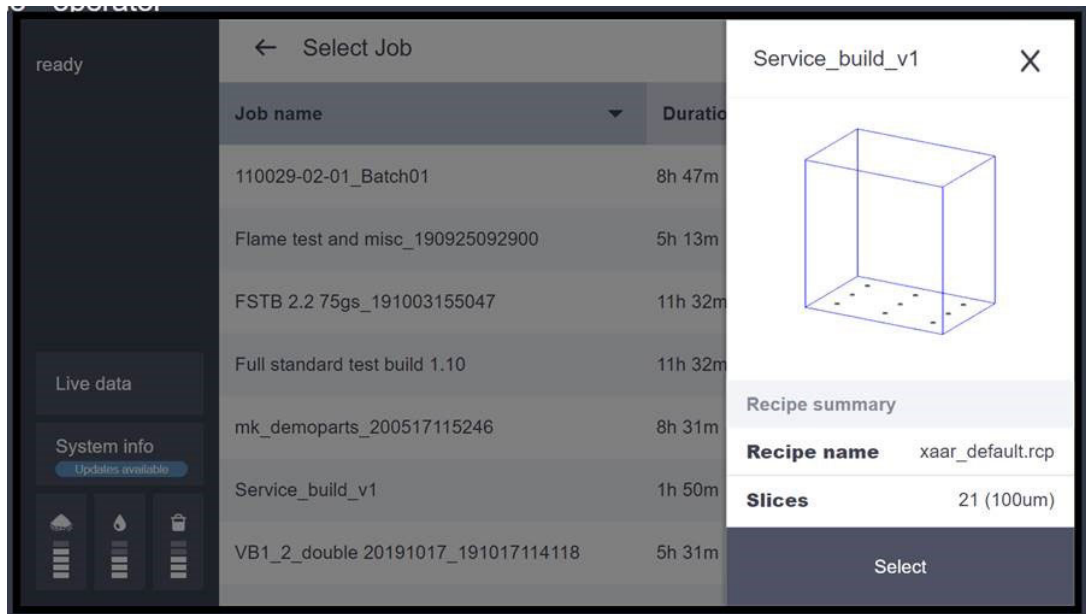 operator
ready
Live data
System info
Updates available
← Select Job
Job name
Duratio
110029-02-01_Batch01
8h 47m
Flame test and misc_190925092900
5h 13m
FSTB 2.2 75gs_191003155047
11h 32m
Full standard test build 1.10
11h 32m
mk_demoparts_200517115246
8h 31m
Service_build_v1
1h 50m
VB1_2_double 20191017_191017114118
5h 31m
Service_build_v1
X
Recipe summary
Recipe name xaar_default.rcp
Slices 21 (100um)
Select